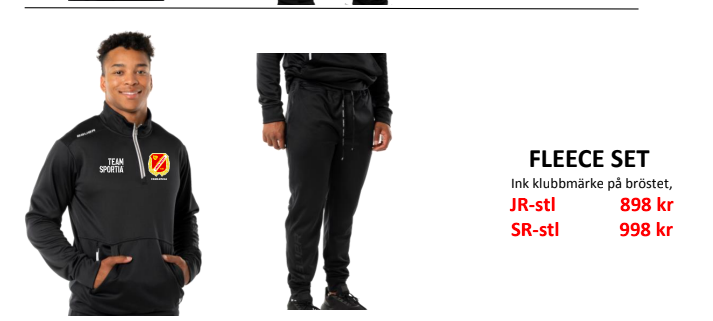 TEAM
SPORTIA
FLEECE SET
Ink klubbmärke på bröstet,
JR-stl 898 kr
SR-stl 998 kr